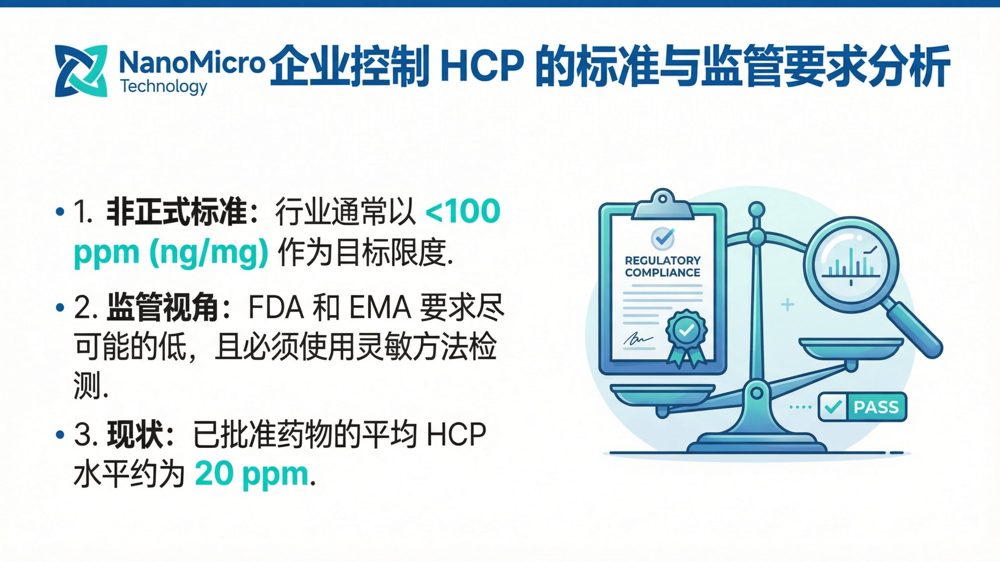 NanoMicro
Technology
企业控制 HCP 的标准与监管要求分析
• 1. 非正式标准：行业通常以 <100
ppm (ng/mg) 作为目标限度.
• 2. 监管视角：FDA 和 EMA 要求尽
可能的低，且必须使用灵敏方法检
测.
• 3. 现状：已批准药物的平均 HCP
水平约为 20 ppm.
REGULATORY
COMPLIANCE
PASS